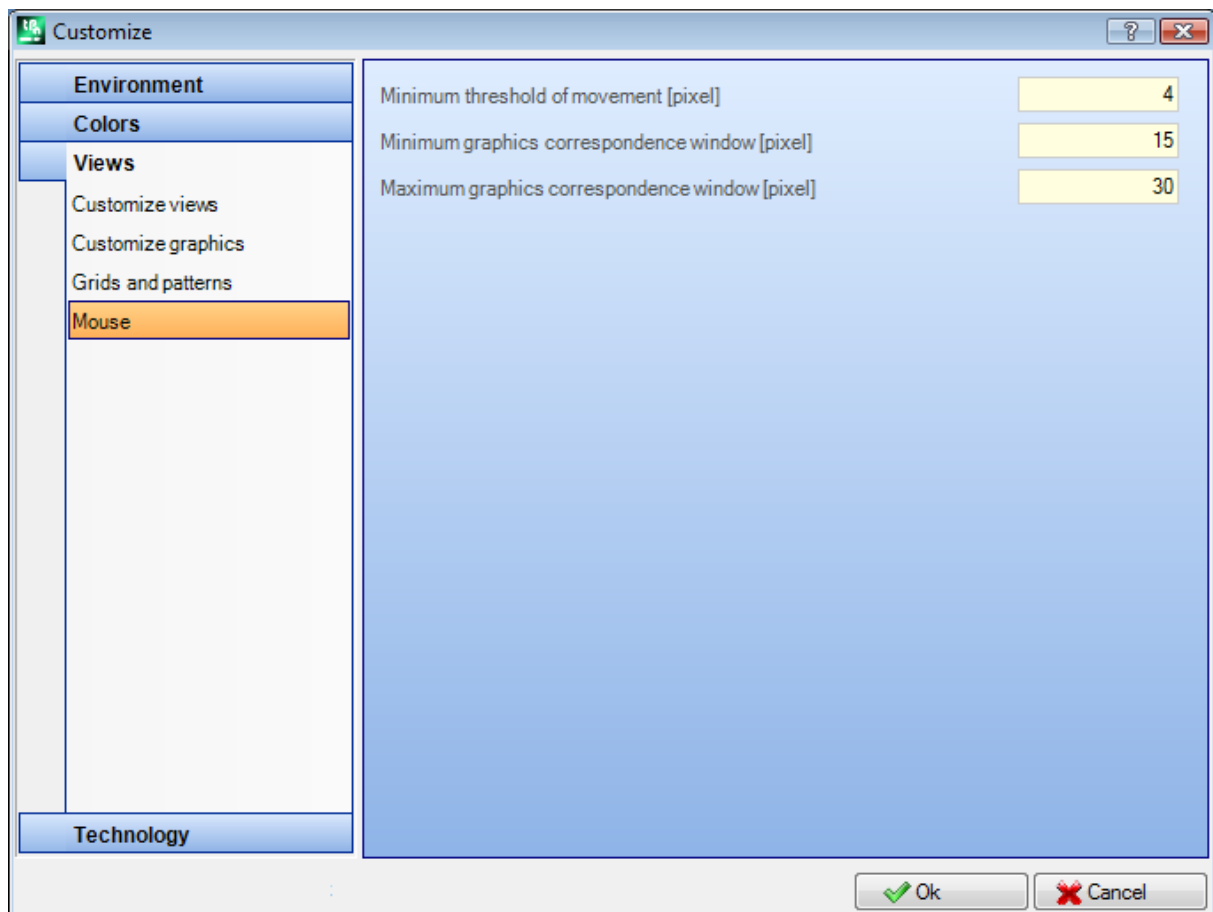 Customize
Environment
Colors
Views
Customize views
Customize graphics
Grids and patterns
Mouse
Technology
Minimum threshold of movement [pixel] 4
Minimum graphics correspondence window [pixel] 15
Maximum graphics correspondence window [pixel] 30
Ok
Cancel